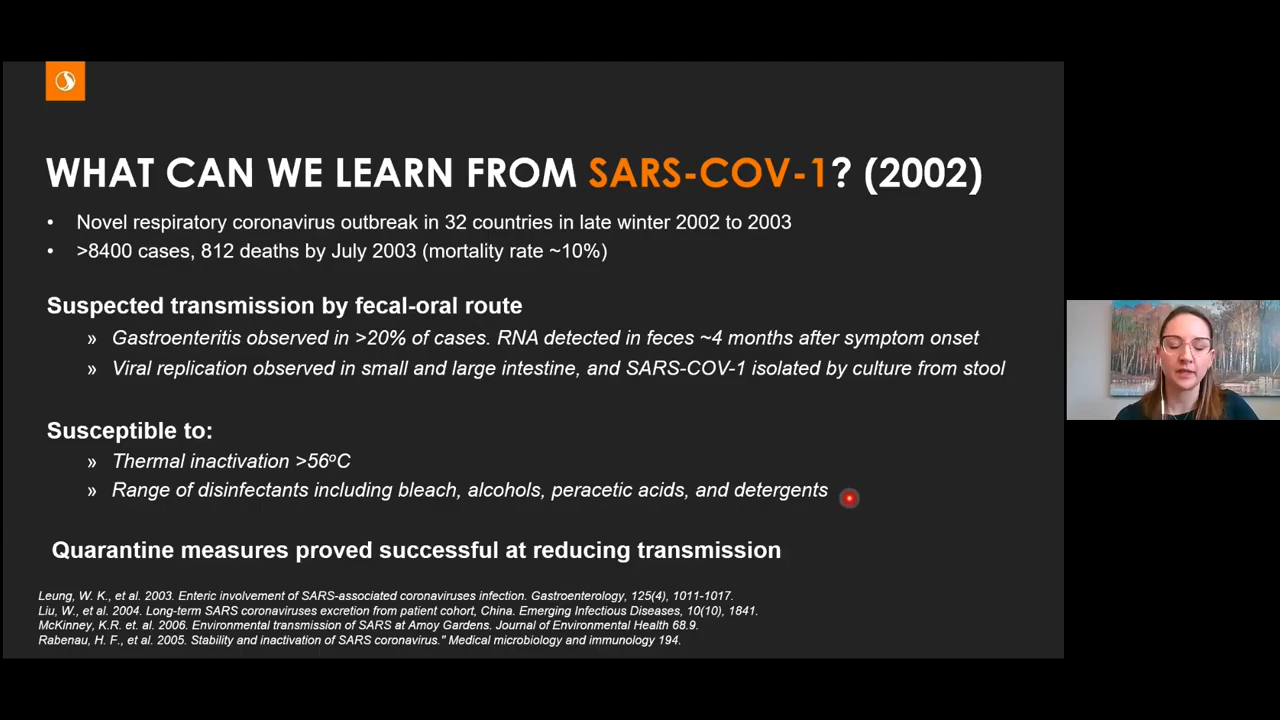 WHAT CAN WE LEARN FROM SARS-COV-1? (2002)
• Novel respiratory coronavirus outbreak in 32 countries in late winter 2002 to 2003
• >8400 cases, 812 deaths by July 2003 (mortality rate ~10%)
Suspected transmission by fecal-oral route
» Gastroenteritis observed in >20% of cases. RNA detected in feces ~4 months after symptom onset
» Viral replication observed in small and large intestine, and SARS-COV-1 isolated by culture from stool
Susceptible to:
» Thermal inactivation >56ºC
» Range of disinfectants including bleach, alcohols, peracetic acids, and detergents
Quarantine measures proved successful at reducing transmission
Leung, W. K., et al. 2003. Enteric involvement of SARS-associated coronaviruses infection. Gastroenterology, 125(4), 1011-1017.
Liu, W., et al. 2004. Long-term SARS coronaviruses excretion from patient cohort, China. Emerging Infectious Diseases, 10(10), 1841.
McKinney, K.R. et. al. 2006. Environmental transmission of SARS at Amoy Gardens. Journal of Environmental Health 68.9.
Rabenau, H. F., et al. 2005. Stability and inactivation of SARS coronavirus." Medical microbiology and immunology 194.